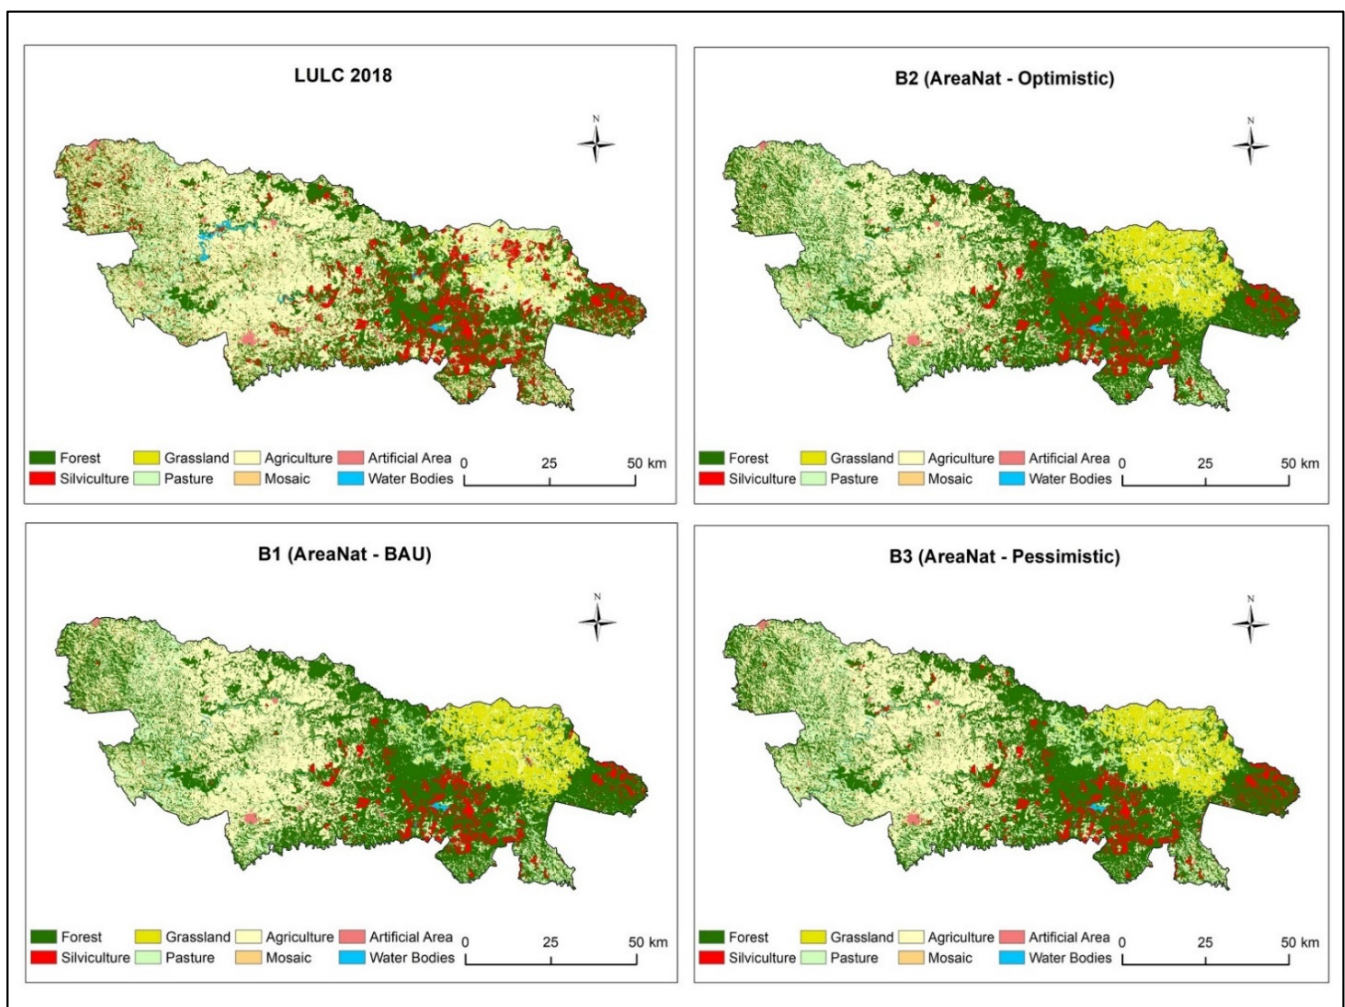 LULC 2018
N
Forest Grassland Agriculture Artificial Area 0 25 50 km
Silviculture Pasture Mosaic Water Bodies
B2 (AreaNat - Optimistic)
N
Forest Grassland Agriculture Artificial Area 0 25 50 km
Silviculture Pasture Mosaic Water Bodies
B1 (AreaNat - BAU)
N
Forest Grassland Agriculture Artificial Area 0 25 50 km
Silviculture Pasture Mosaic Water Bodies
B3 (AreaNat - Pessimistic)
N
Forest Grassland Agriculture Artificial Area 0 25 50 km
Silviculture Pasture Mosaic Water Bodies